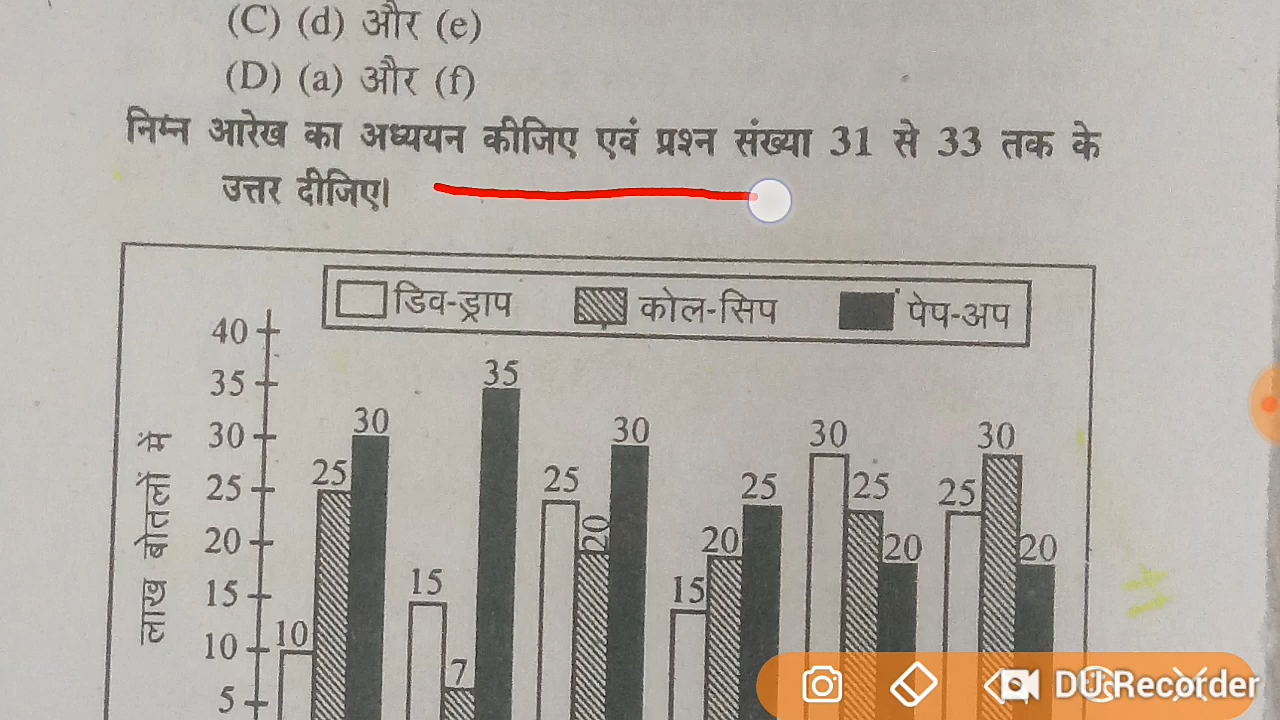 (C) (d) और (e)
(D) (a) और (f)
निम्न आरेख का अध्ययन कीजिए एवं प्रश्न संख्या 31 से 33 तक के
उत्तर दीजिए।
डिव-ड्राप कोल-सिप पेप-अप
लाख बोतलों में
40
35
30
25
20
15
10
5
10 25 30
15 7 35
25 20 30
15 20 25
30 25 20
25 30 20
DU Recorder